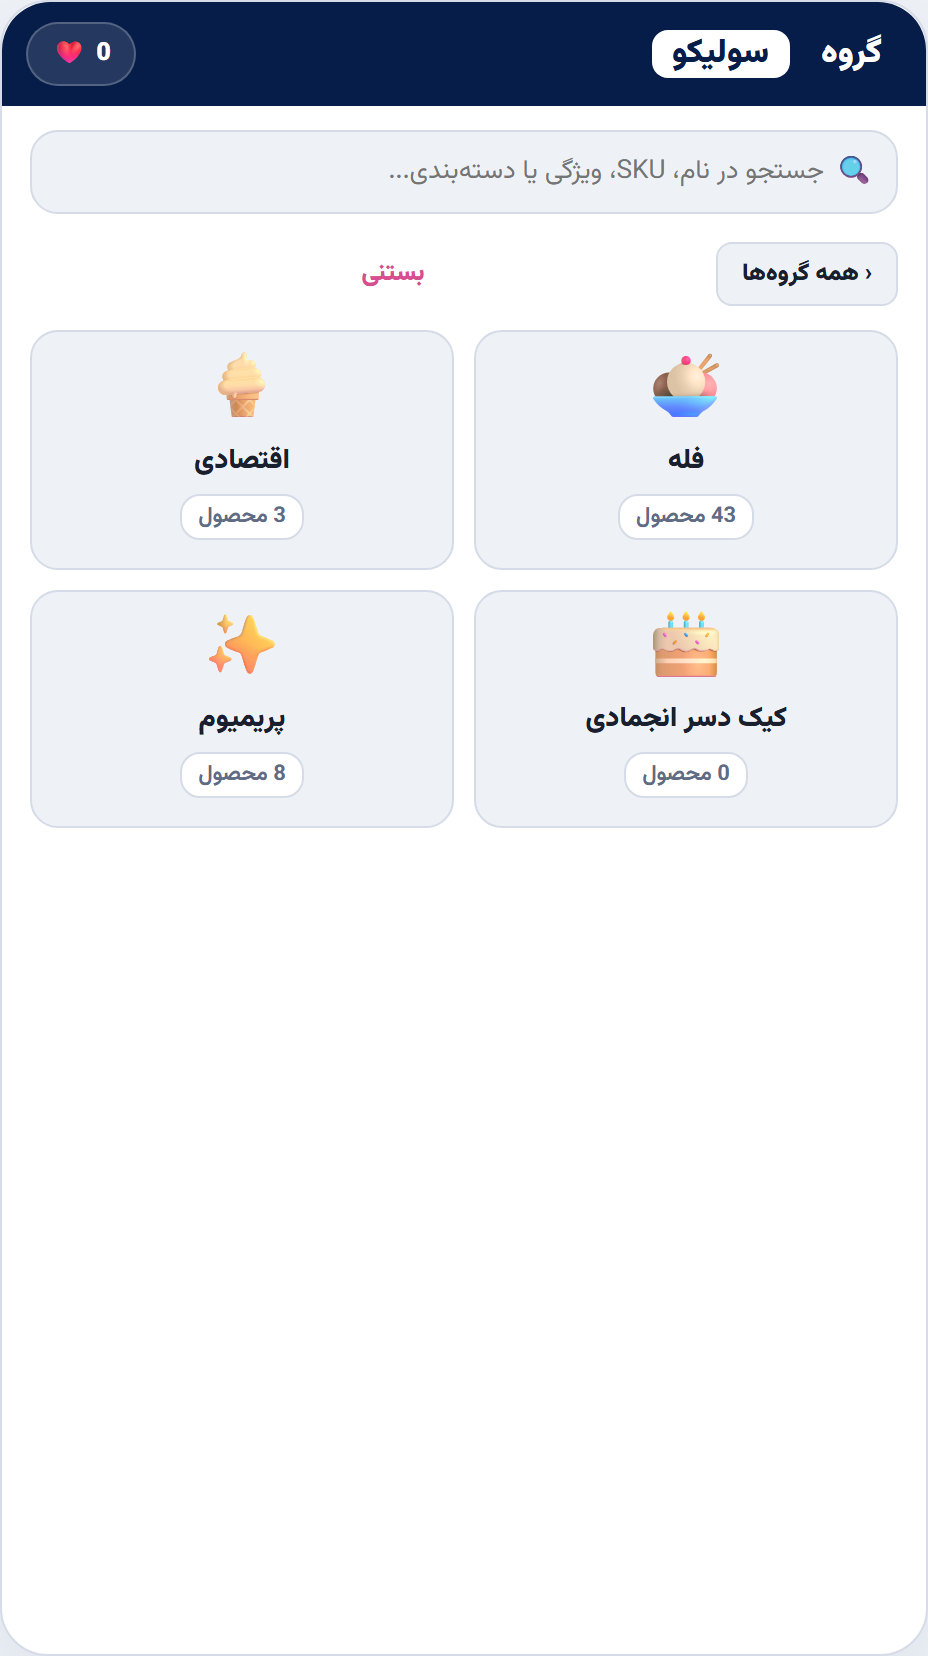 گروه سولیکو
0
جستجو در نام، SKU، ویژگی یا دسته‌بندی...
‹ همه گروه‌ها
بستنی
فله
43 محصول
اقتصادی
3 محصول
کیک دسر انجمادی
0 محصول
پریمیوم
8 محصول